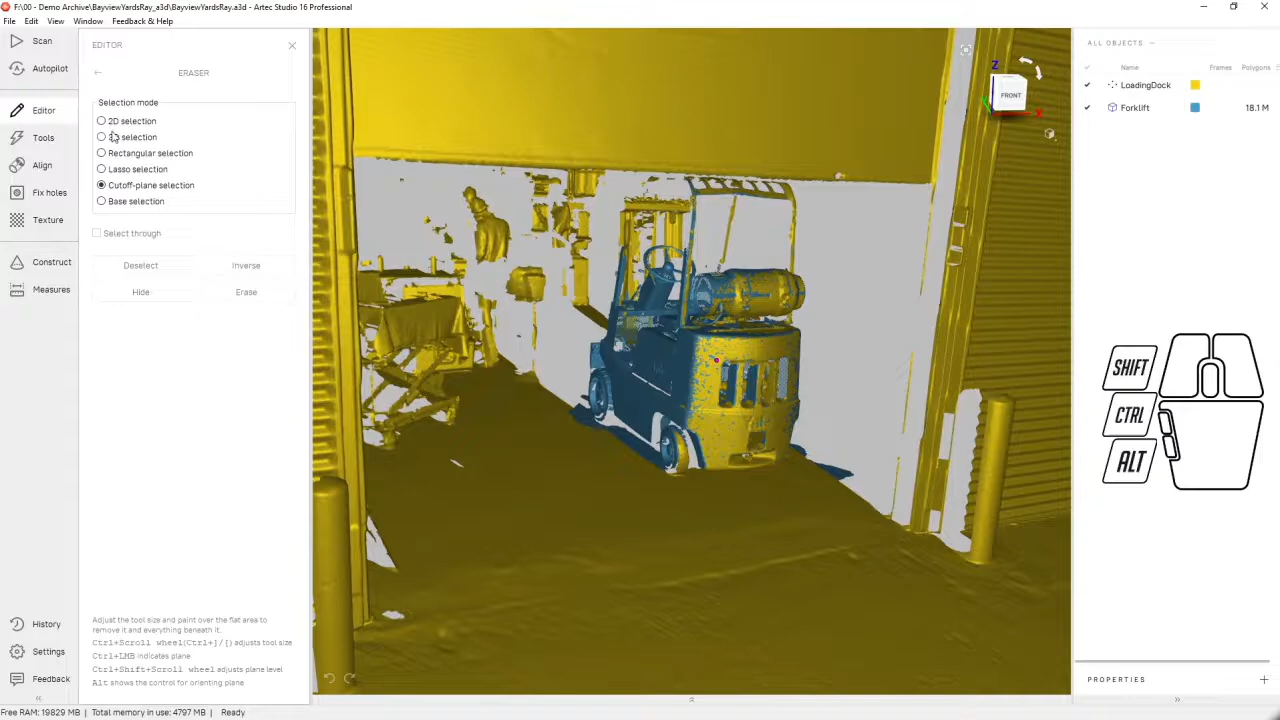 F:\00 - Demo Archive\BayviewYardsRay_a3d\BayviewYardsRay.a3d - Artec Studio 16 Professional
File Edit View Window Feedback & Help
Scan
Autopilot
Editor
Tools
Align
Fix holes
Texture
Construct
Measures
History
Settings
Feedback
EDITOR
ERASER
Selection mode
2D selection
3D selection
Rectangular selection
Lasso selection
Cutoff-plane selection
Base selection
Select through
Deselect Inverse
Hide Erase
Adjust the tool size and paint over the flat area to
remove it and everything beneath it.
Ctrl+Scroll wheel(Ctrl+]/[) adjusts tool size
Ctrl+LMB indicates plane
Ctrl+Shift+Scroll wheel adjusts plane level
Alt shows the control for orienting plane
Z
FRONT
X
ALL OBJECTS
Name Frames Polygons
LoadingDock
Forklift 18.1 M
SHIFT
CTRL
ALT
PROPERTIES
Free RAM: 19829 MB | Total memory in use: 4797 MB | Ready